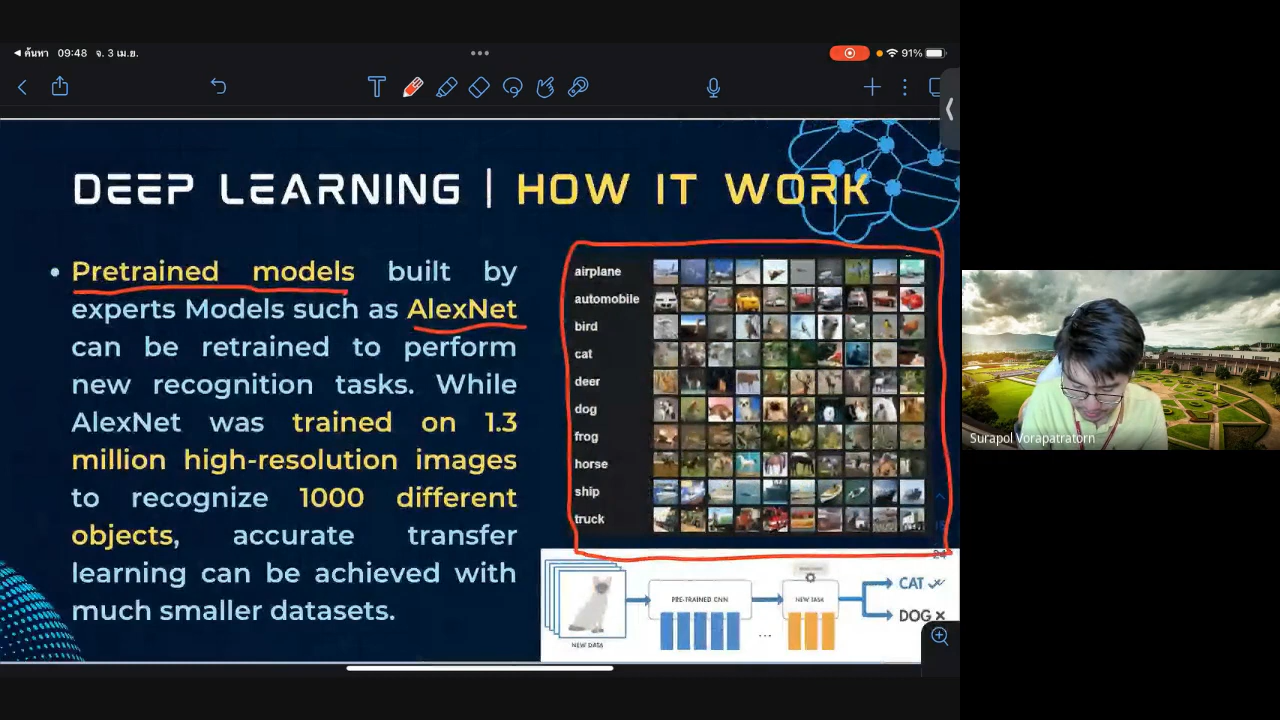 ค้นหา 09:48 จ. 3 เม.ย.
91%
DEEP LEARNING | HOW IT WORK
• Pretrained models built by
experts Models such as AlexNet
can be retrained to perform
new recognition tasks. While
AlexNet was trained on 1.3
million high-resolution images
to recognize 1000 different
objects, accurate transfer
learning can be achieved with
much smaller datasets.
airplane
automobile
bird
cat
deer
dog
frog
horse
ship
truck
24
NEW DATA
PRE-TRAINED CNN
...
NEW TASK
CAT
DOG
Surapol Vorapatratorn